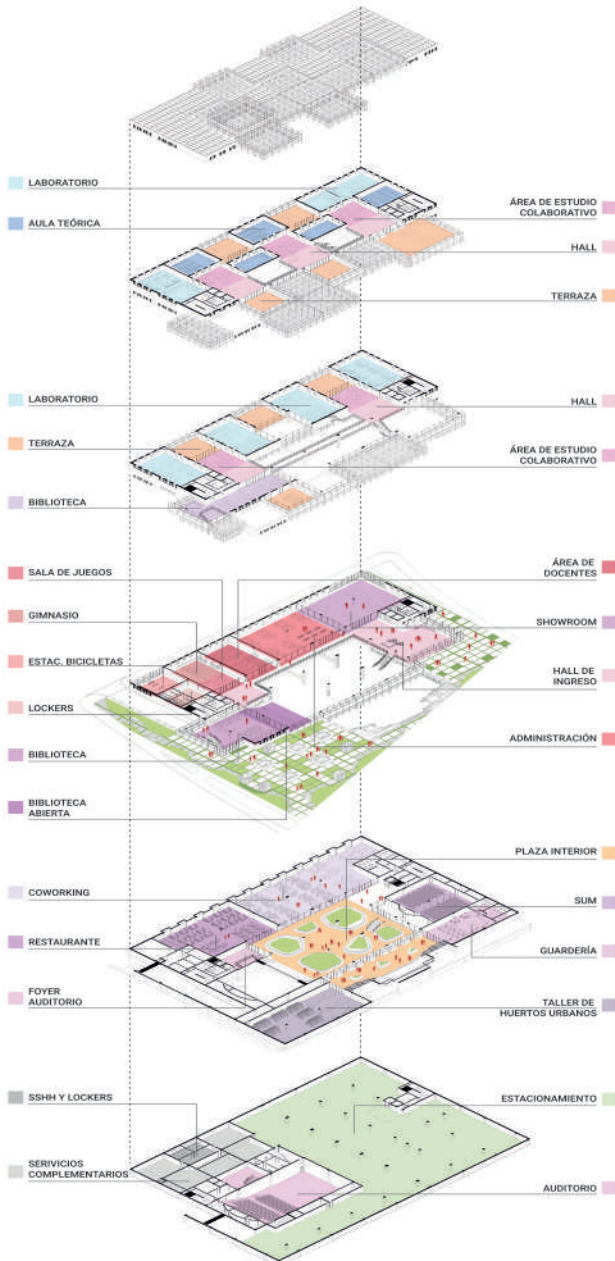 LABORATORIO
AULA TEÓRICA
ÁREA DE ESTUDIO
COLABORATIVO
HALL
TERRAZA
LABORATORIO
TERRAZA
BIBLIOTECA
HALL
ÁREA DE ESTUDIO
COLABORATIVO
SALA DE JUEGOS
GIMNASIO
ESTAC. BICICLETAS
LOCKERS
BIBLIOTECA
BIBLIOTECA
ABIERTA
ÁREA DE
DOCENTES
SHOWROOM
HALL DE
INGRESO
ADMINISTRACIÓN
COWORKING
RESTAURANTE
FOYER
AUDITORIO
PLAZA INTERIOR
SUM
GUARDERÍA
TALLER DE
HUERTOS URBANOS
SSHH Y LOCKERS
SERIVICIOS
COMPLEMENTARIOS
ESTACIONAMIENTO
AUDITORIO